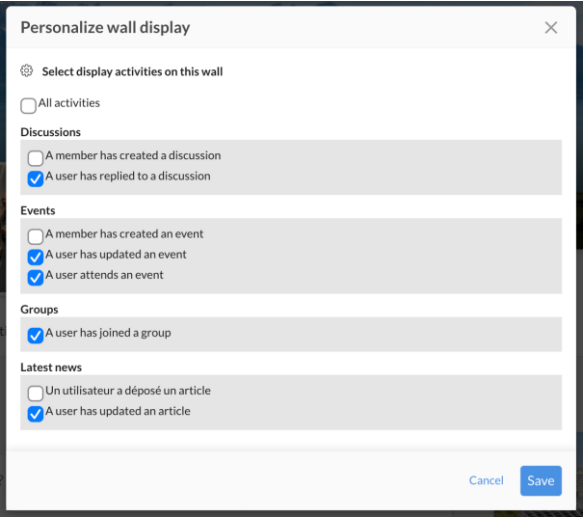 Personalize wall display
Select display activities on this wall
All activities
Discussions
A member has created a discussion
A user has replied to a discussion
Events
A member has created an event
A user has updated an event
A user attends an event
Groups
A user has joined a group
Latest news
Un utilisateur a déposé un article
A user has updated an article
Cancel
Save